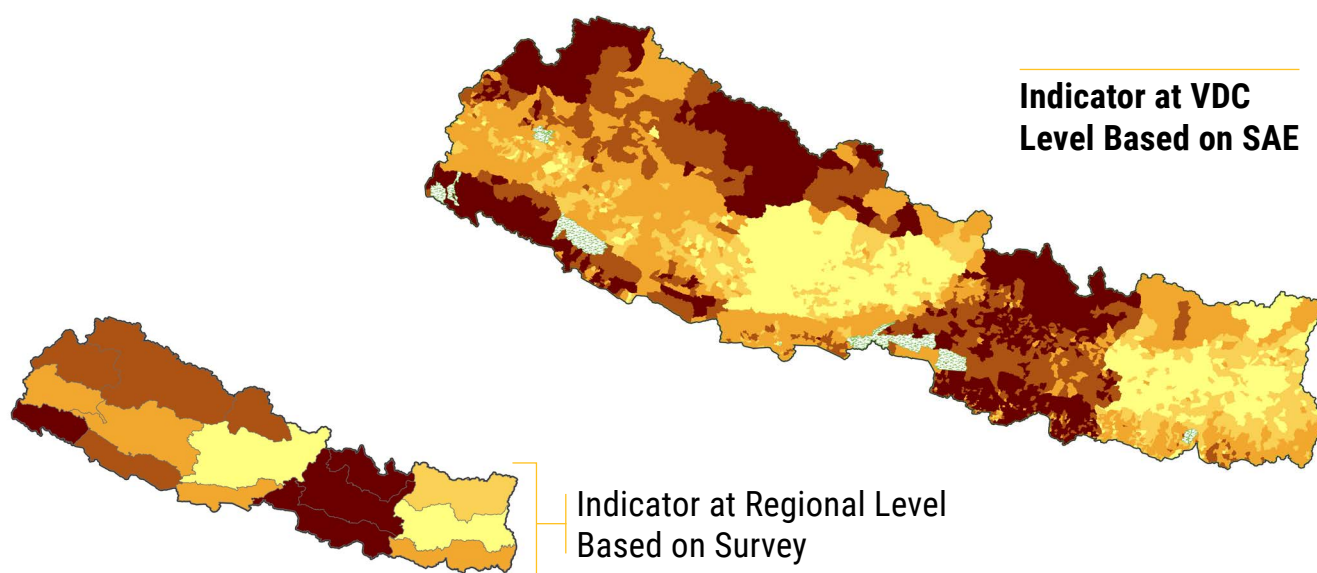 Indicator at VDC
Level Based on SAE
Indicator at Regional Level
Based on Survey